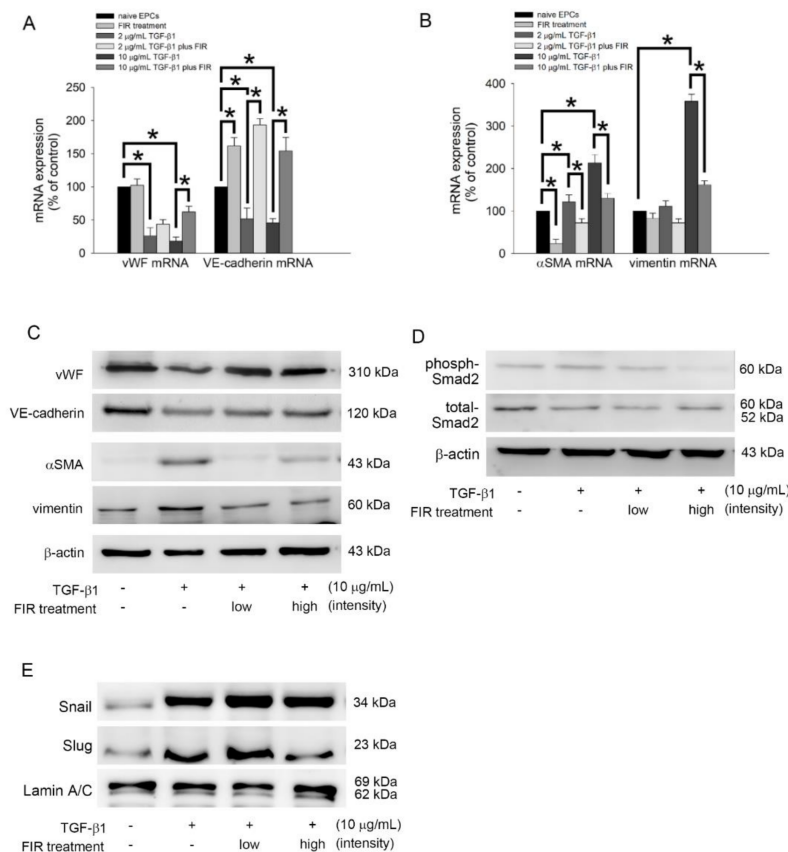 A
naive EPCs
FIR treatment
2 μg/mL TGF-β1
2 μg/mL TGF-β1 plus FIR
10 μg/mL TGF-β1
10 μg/mL TGF-β1 plus FIR
mRNA expression
(% of control)
250
200
150
100
50
0
* * * * * * *
vWF mRNA VE-cadherin mRNA
B
naive EPCs
FIR treatment
2 μg/mL TGF-β1
2 μg/mL TGF-β1 plus FIR
10 μg/mL TGF-β1
10 μg/mL TGF-β1 plus FIR
mRNA expression
(% of control)
400
300
200
100
0
* * * * * * *
αSMA mRNA vimentin mRNA
C
vWF 310 kDa
VE-cadherin 120 kDa
αSMA 43 kDa
vimentin 60 kDa
β-actin 43 kDa
TGF-β1 - + + + (10 μg/mL)
FIR treatment - - low high (intensity)
D
phosph-
Smad2 60 kDa
total-
Smad2
60 kDa
52 kDa
β-actin 43 kDa
TGF-β1 - + + + (10 μg/mL)
FIR treatment - - low high (intensity)
E
Snail 34 kDa
Slug 23 kDa
Lamin A/C
69 kDa
62 kDa
TGF-β1 - + + + (10 μg/mL)
FIR treatment - - low high (intensity)